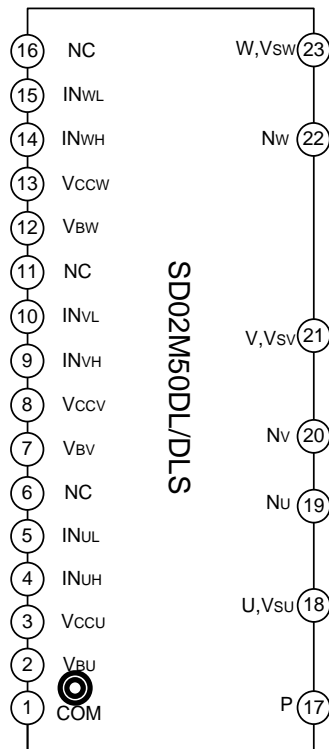 16 NC
15 INWL
14 INWH
13 VCCW
12 VBW
11 NC
10 INVL
9 INVH
8 VCCV
7 VBV
6 NC
5 INUL
4 INUH
3 VCCU
2 VBU
1 COM
SD02M50DL/DLS
W,VSW 23
NW 22
V,VSV 21
NV 20
NU 19
U,VSU 18
P 17